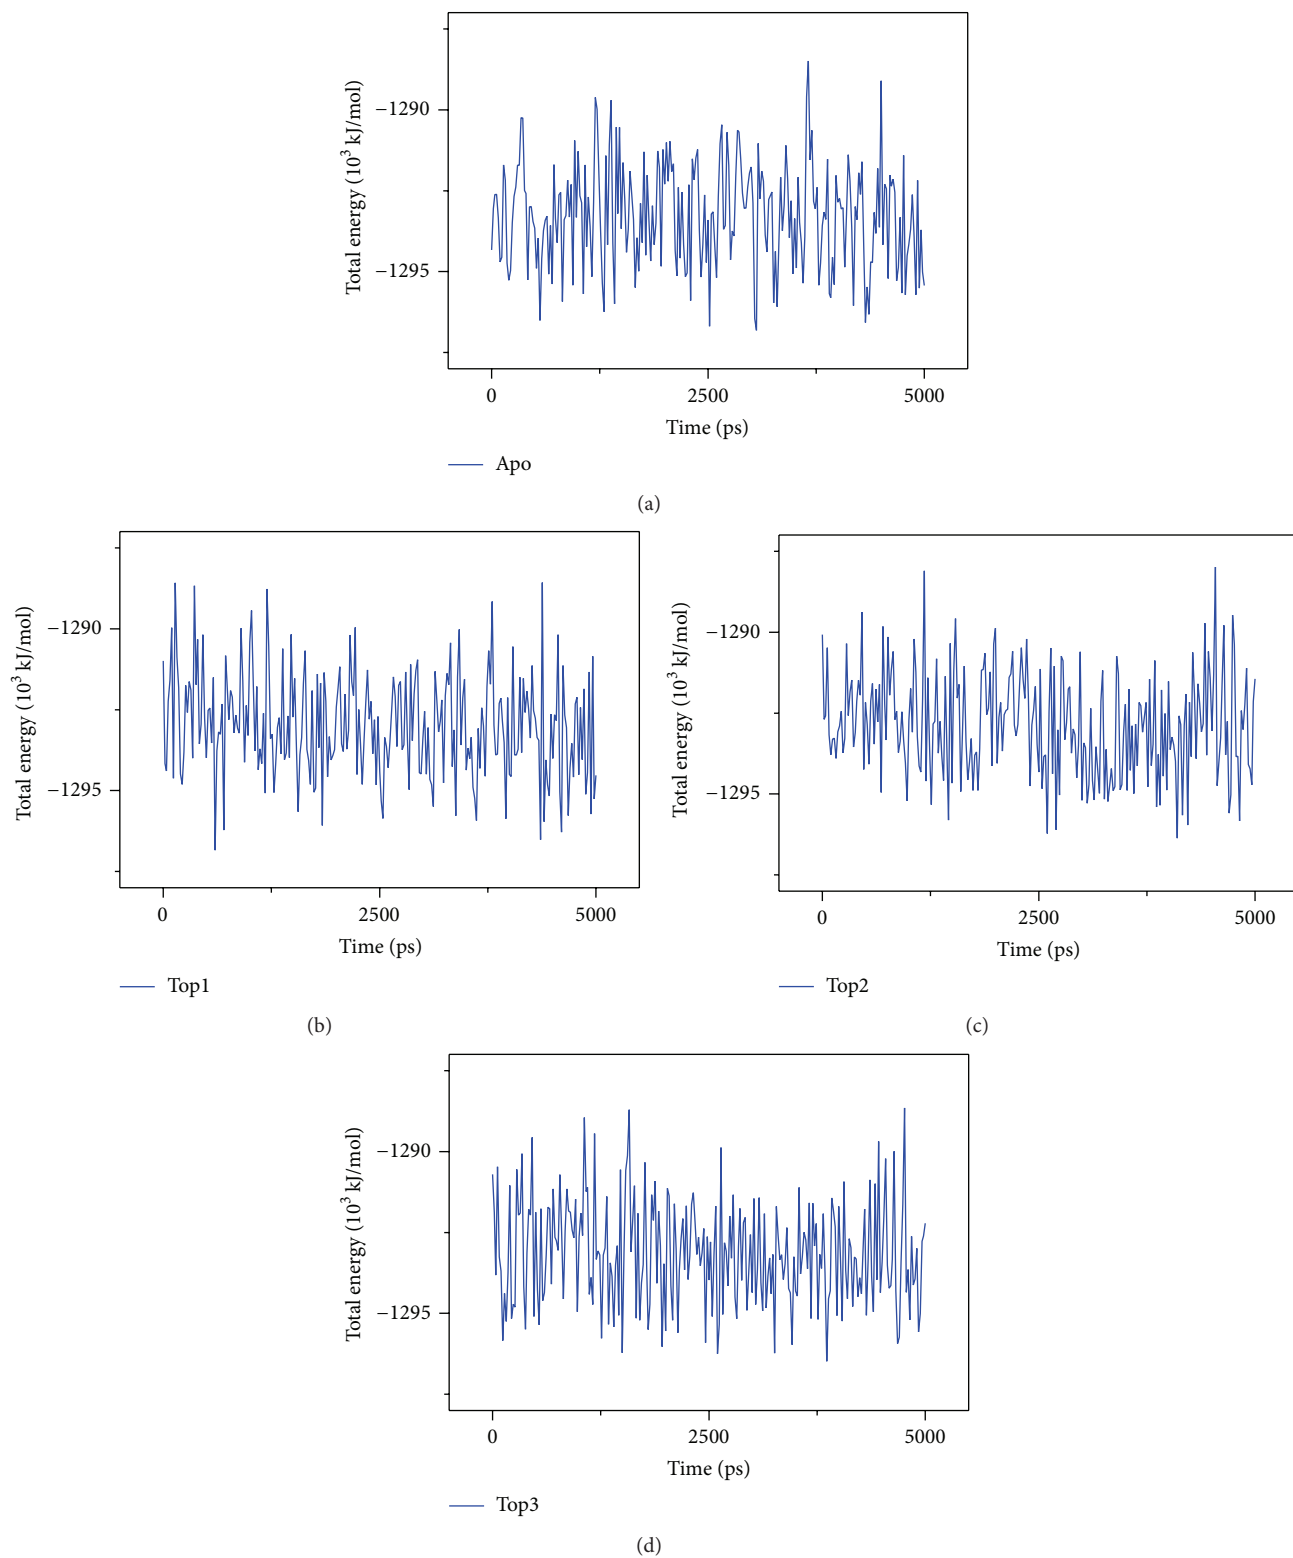 Total energy (10³ kJ/mol)
−1290
−1295
0 2500 5000
Time (ps)
Apo
(a)
Total energy (10³ kJ/mol)
−1290
−1295
0 2500 5000
Time (ps)
Top1
(b)
Total energy (10³ kJ/mol)
−1290
−1295
0 2500 5000
Time (ps)
Top2
(c)
Total energy (10³ kJ/mol)
−1290
−1295
0 2500 5000
Time (ps)
Top3
(d)